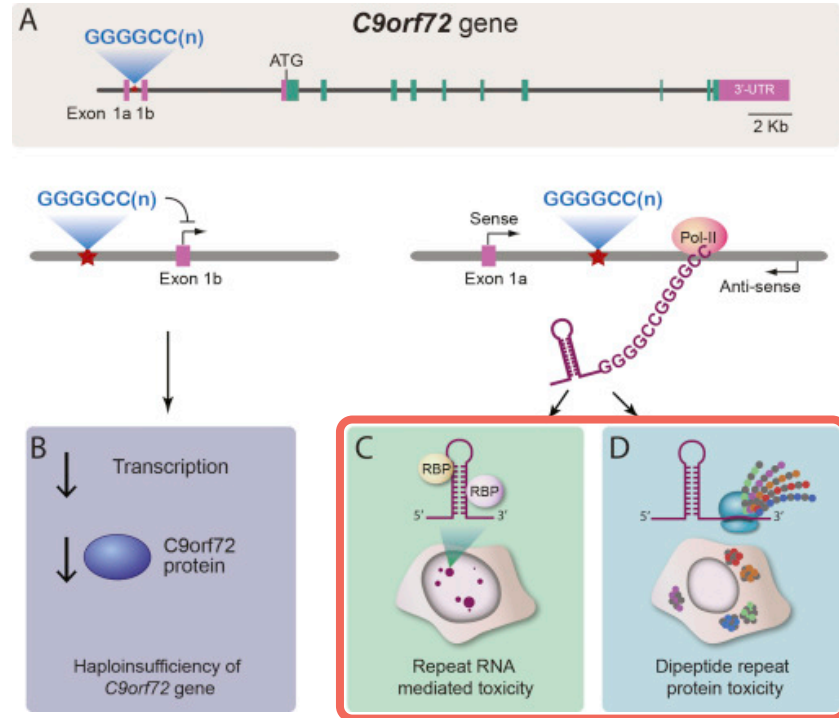 A
C9orf72 gene
GGGGCC(n)
ATG
3'-UTR
Exon 1a 1b
2 Kb
GGGGCC(n)
Exon 1b
GGGGCC(n)
Sense
Pol-II
Exon 1a
Anti-sense
GGGGCCGGGGCC
B
Transcription
C9orf72
protein
Haploinsufficiency of
C9orf72 gene
C
RBP
RBP
5'
3'
Repeat RNA
mediated toxicity
D
5'
3'
Dipeptide repeat
protein toxicity